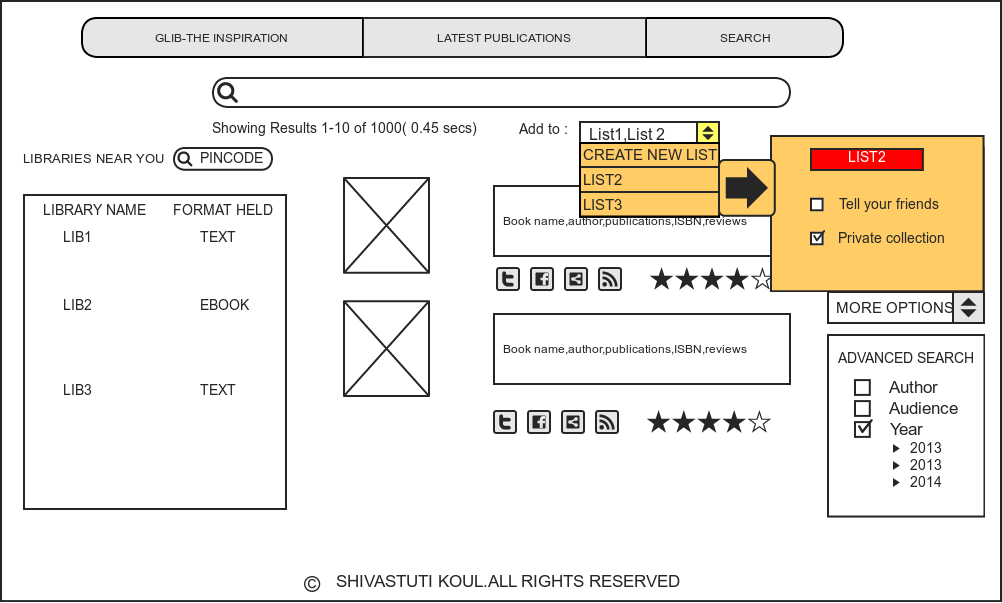 GLIB-THE INSPIRATION
LATEST PUBLICATIONS
SEARCH
Showing Results 1-10 of 1000( 0.45 secs)
Add to :
List1,List 2
CREATE NEW LIST
LIST2
LIST3
LIST2
Tell your friends
Private collection
LIBRARIES NEAR YOU
PINCODE
LIBRARY NAME FORMAT HELD
LIB1 TEXT
LIB2 EBOOK
LIB3 TEXT
Book name,author,publications,ISBN,reviews
Book name,author,publications,ISBN,reviews
MORE OPTIONS
ADVANCED SEARCH
Author
Audience
Year
2013
2013
2014
© SHIVASTUTI KOUL.ALL RIGHTS RESERVED